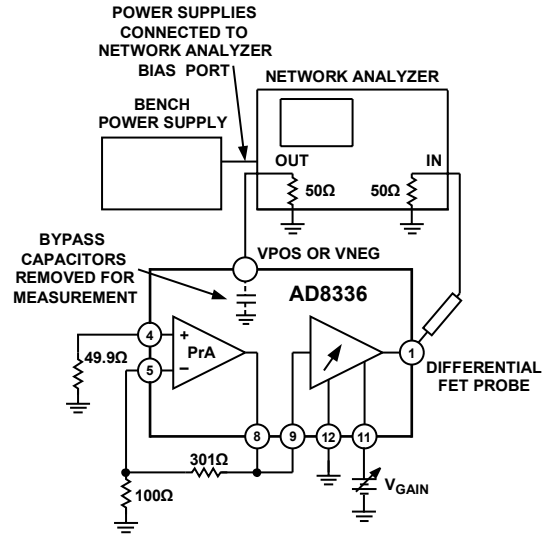 POWER SUPPLIES
CONNECTED TO
NETWORK ANALYZER
BIAS PORT
NETWORK ANALYZER
BENCH
POWER SUPPLY
OUT
IN
50Ω
50Ω
BYPASS
CAPACITORS
REMOVED FOR
MEASUREMENT
VPOS OR VNEG
AD8336
4
+
PrA
49.9Ω
5
–
1
DIFFERENTIAL
FET PROBE
8
9
12
11
301Ω
100Ω
VGAIN